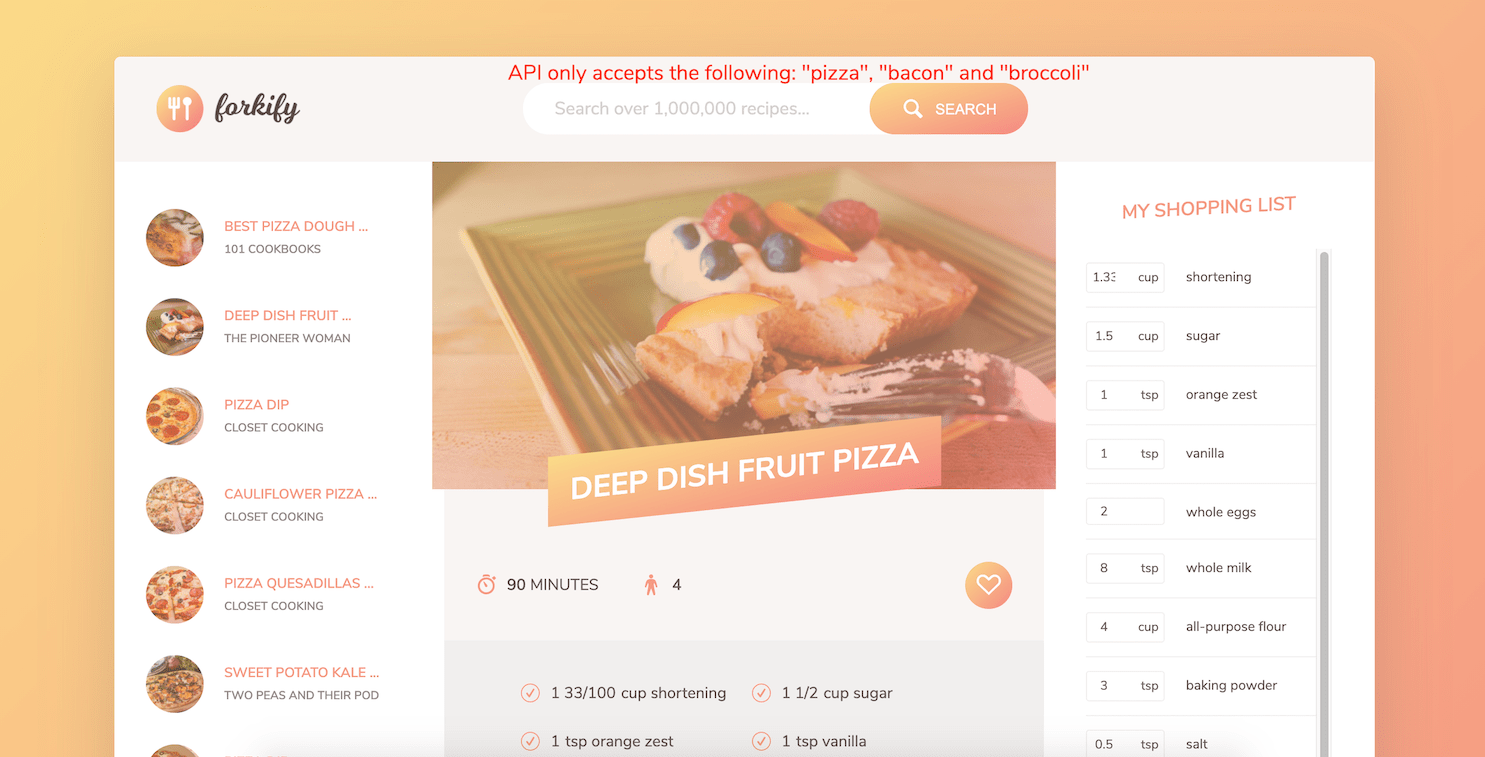 API only accepts the following: "pizza", "bacon" and "broccoli"
forkify
Search over 1,000,000 recipes...
SEARCH
BEST PIZZA DOUGH ...
101 COOKBOOKS
DEEP DISH FRUIT ...
THE PIONEER WOMAN
PIZZA DIP
CLOSET COOKING
CAULIFLOWER PIZZA ...
CLOSET COOKING
PIZZA QUESADILLAS ...
CLOSET COOKING
SWEET POTATO KALE ...
TWO PEAS AND THEIR POD
DEEP DISH FRUIT PIZZA
90 MINUTES
4
1 33/100 cup shortening
1 1/2 cup sugar
1 tsp orange zest
1 tsp vanilla
MY SHOPPING LIST
1.33 cup shortening
1.5 cup sugar
1 tsp orange zest
1 tsp vanilla
2 whole eggs
8 tsp whole milk
4 cup all-purpose flour
3 tsp baking powder
0.5 tsp salt